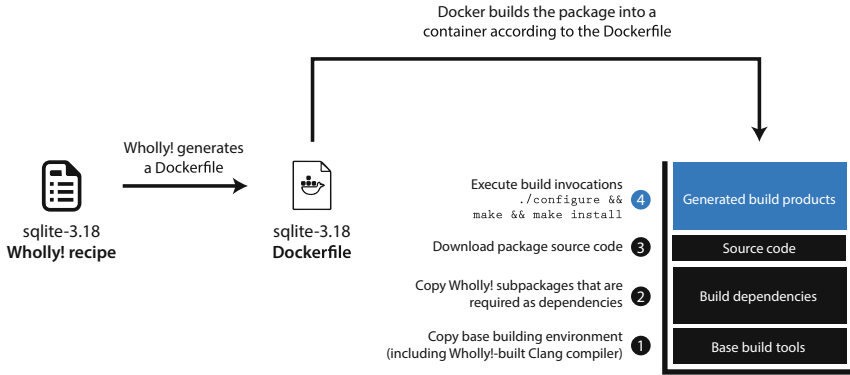 Docker builds the package into a
container according to the Dockerfile
Wholly! generates
a Dockerfile
sqlite-3.18
Wholly! recipe
sqlite-3.18
Dockerfile
Execute build invocations
./configure &&
make && make install
4
Generated build products
Download package source code
3
Source code
Copy Wholly! subpackages that are
required as dependencies
2
Build dependencies
Copy base building environment
(including Wholly!-built Clang compiler)
1
Base build tools